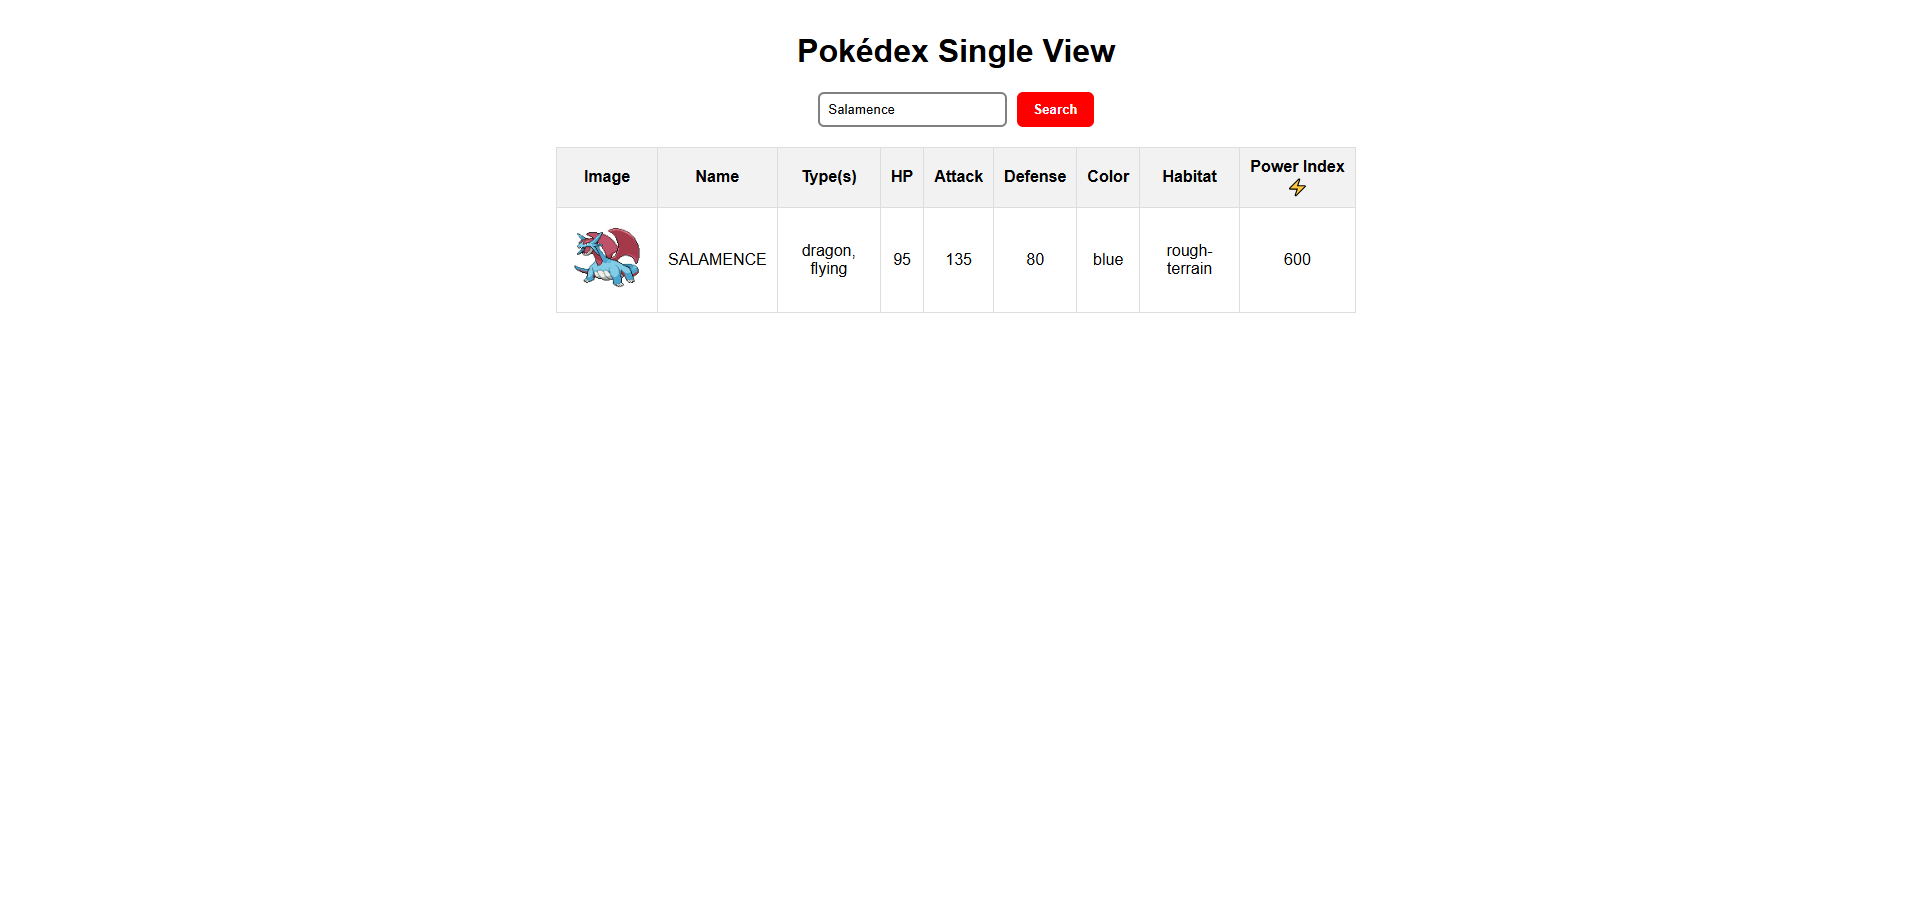 Pokédex Single View
Salamence
Search
Image Name Type(s) HP Attack Defense Color Habitat Power Index
⚡
SALAMENCE dragon, flying 95 135 80 blue rough-terrain 600